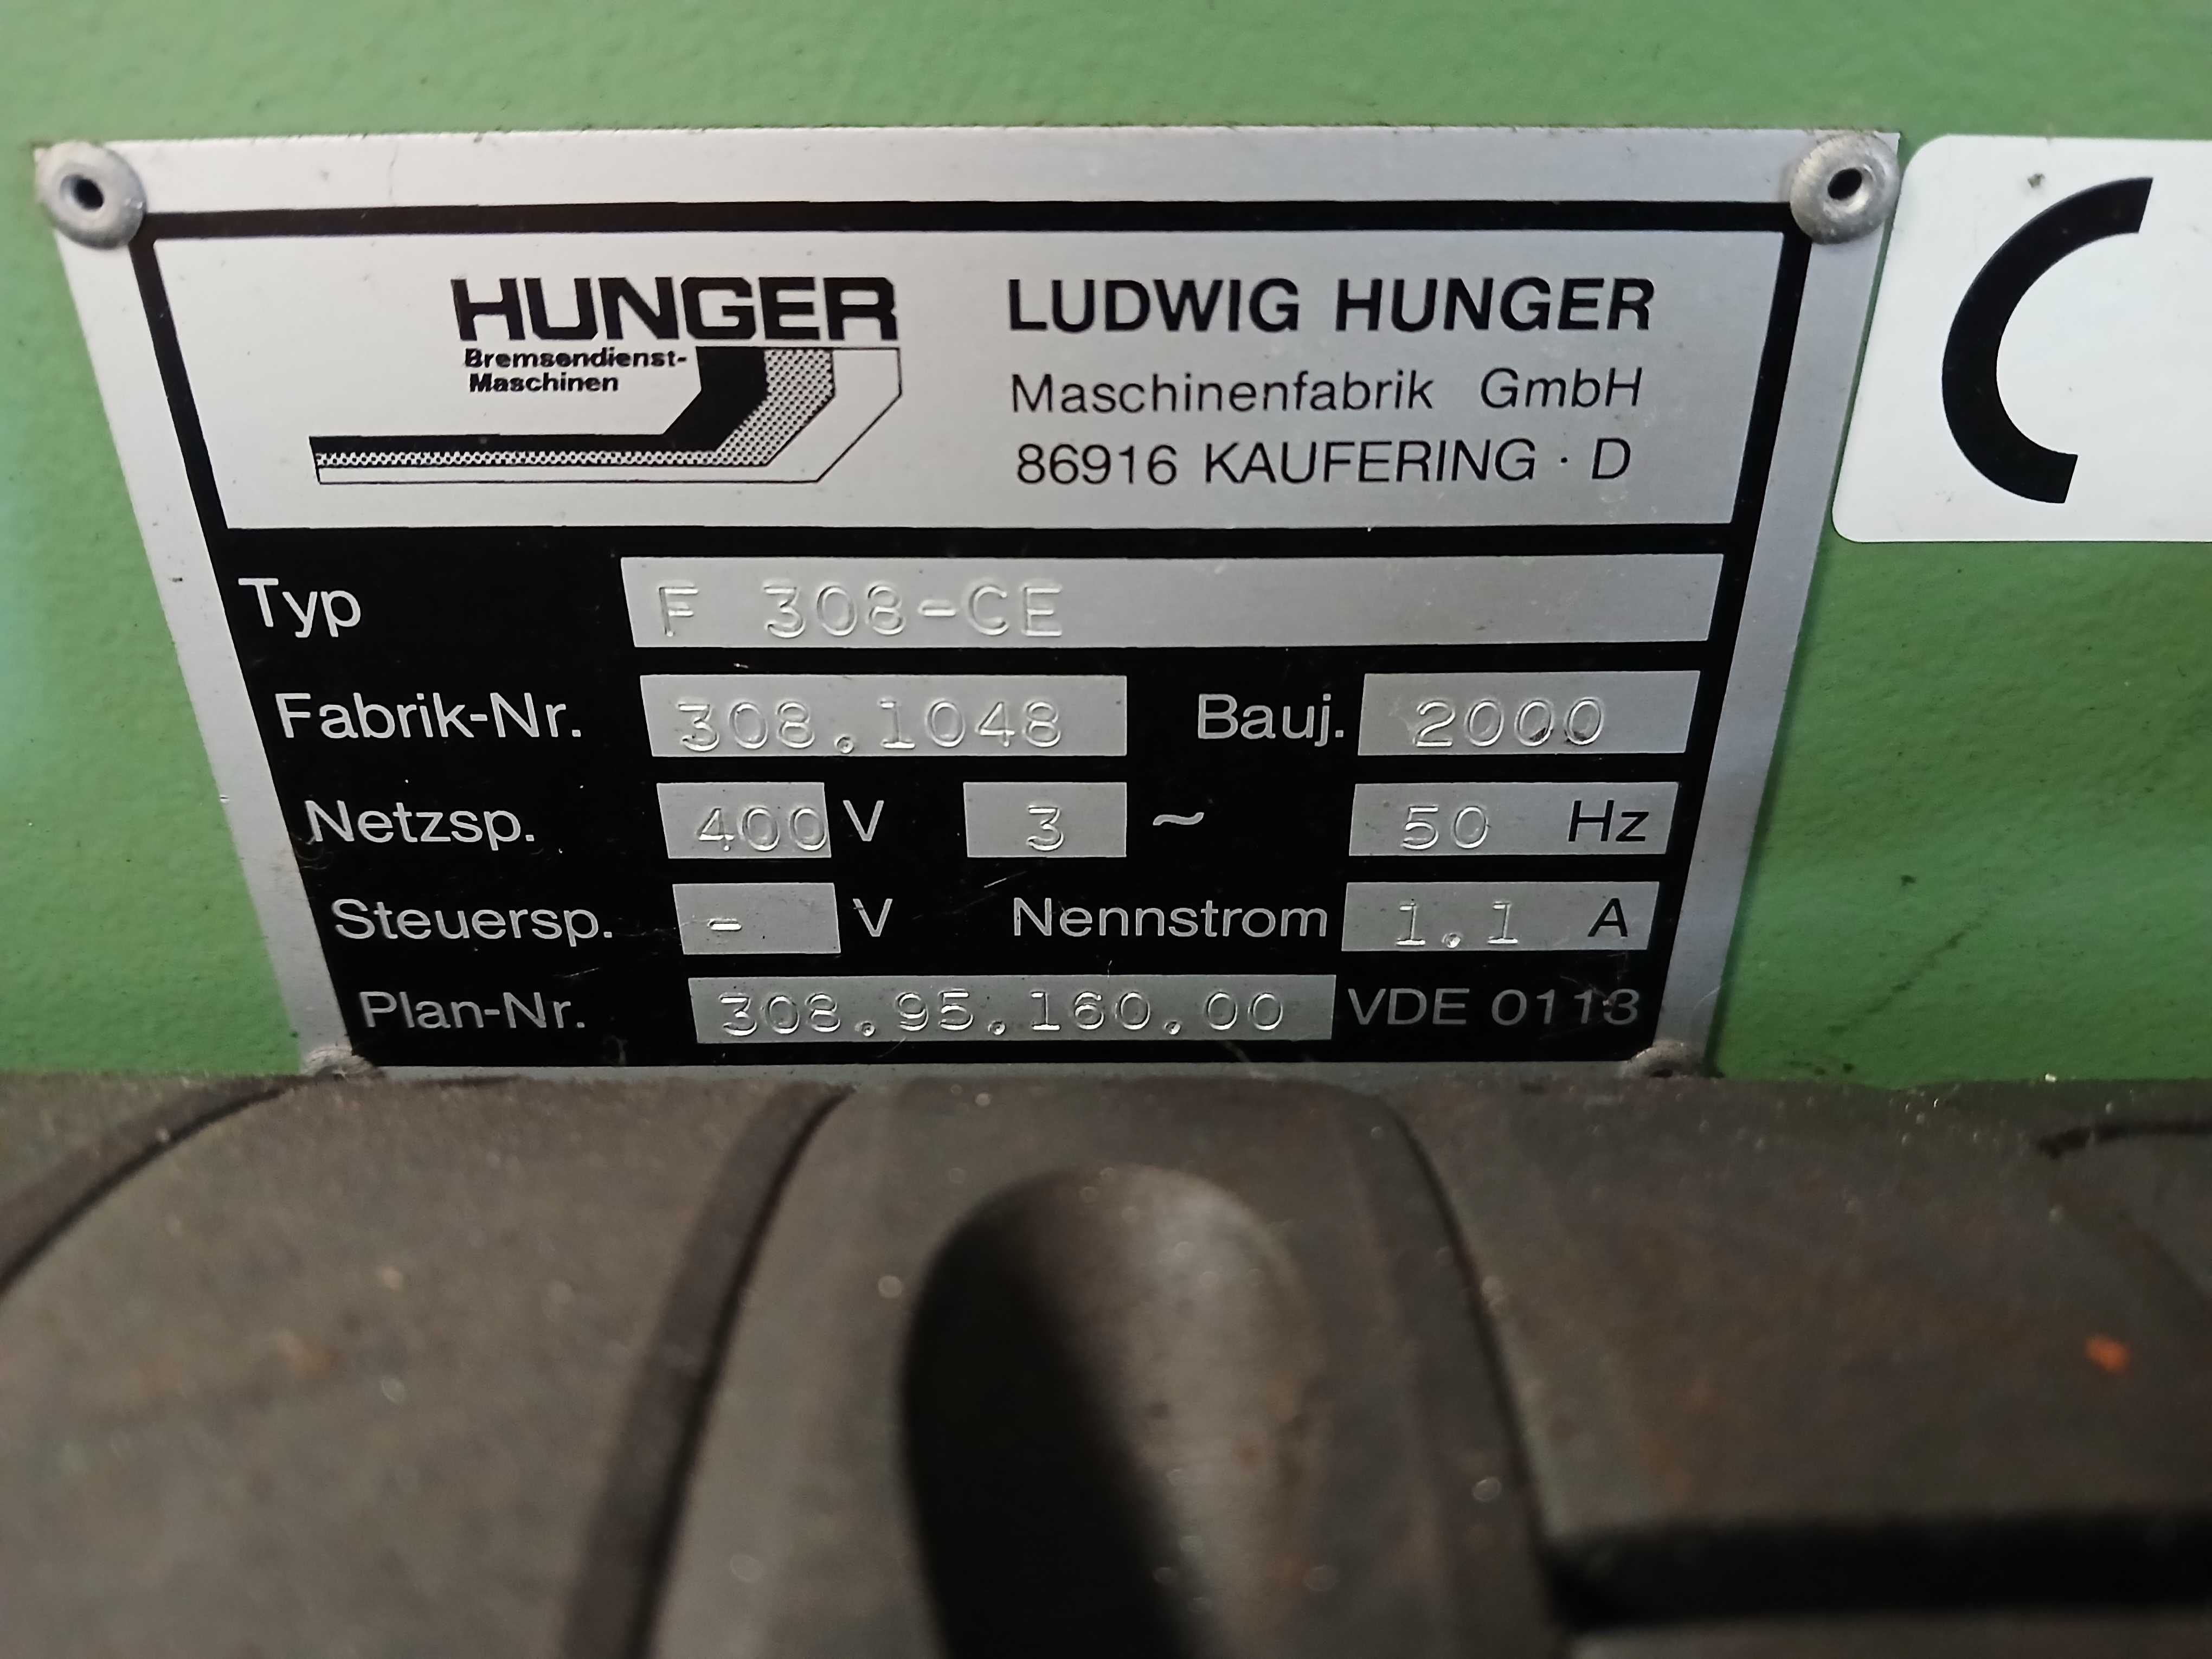 HUNGER
Bremsendienst-
Maschinen
LUDWIG HUNGER
Maschinenfabrik GmbH
86916 KAUFERING · D
Typ F 308-CE
Fabrik-Nr. 308.1048 Bauj. 2000
Netzsp. 400 V 3 ~ 50 Hz
Steuersp. - V Nennstrom 1.1 A
Plan-Nr. 308.95.160.00 VDE 0113
C